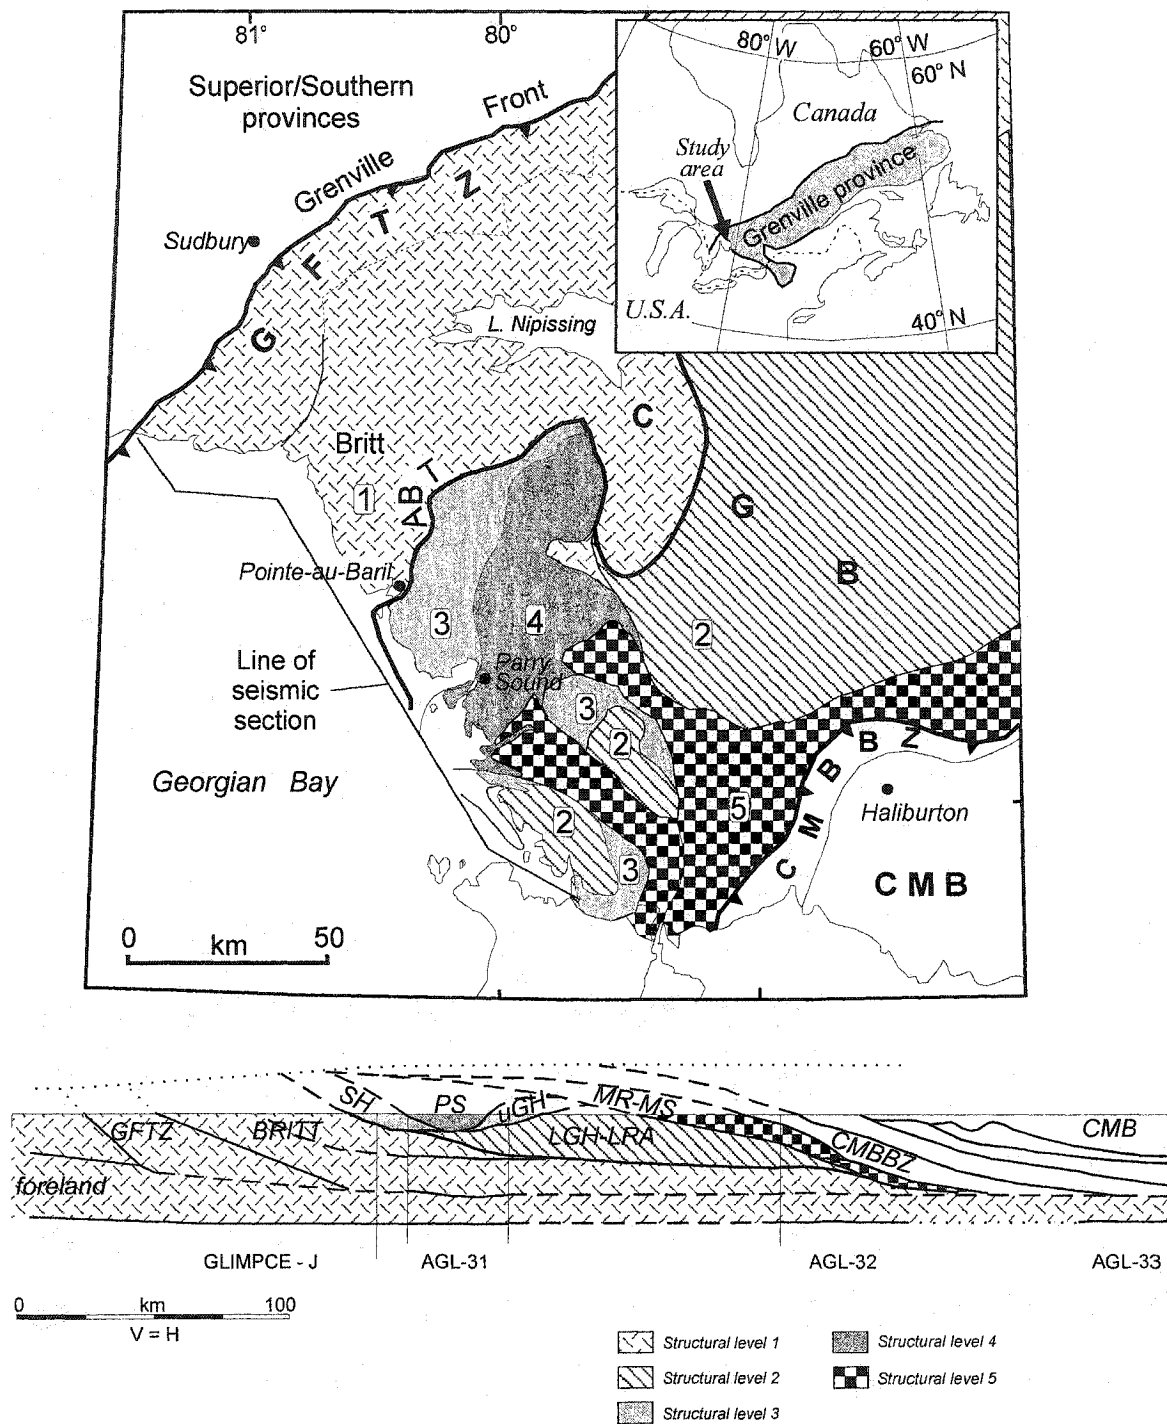 81°
80°
Superior/Southern
provinces
Grenville Front
G F T Z
Sudbury
L. Nipissing
80° W
60° W
60° N
Canada
Study
area
Grenville province
U.S.A.
40° N
Britt
1
A B T
C
G
B
Pointe-au-Baril
3
4
2
Parry
Sound
Line of
seismic
section
3
2
Georgian Bay
C M B B Z
5
Haliburton
2
3
C M B
0 km 50
SH
PS
uGH
MR-MS
GFTZ
BRITT
LGH-LRA
CMBBZ
CMB
foreland
GLIMPCE - J
AGL-31
AGL-32
AGL-33
0 km 100
V = H
Structural level 1
Structural level 4
Structural level 2
Structural level 5
Structural level 3